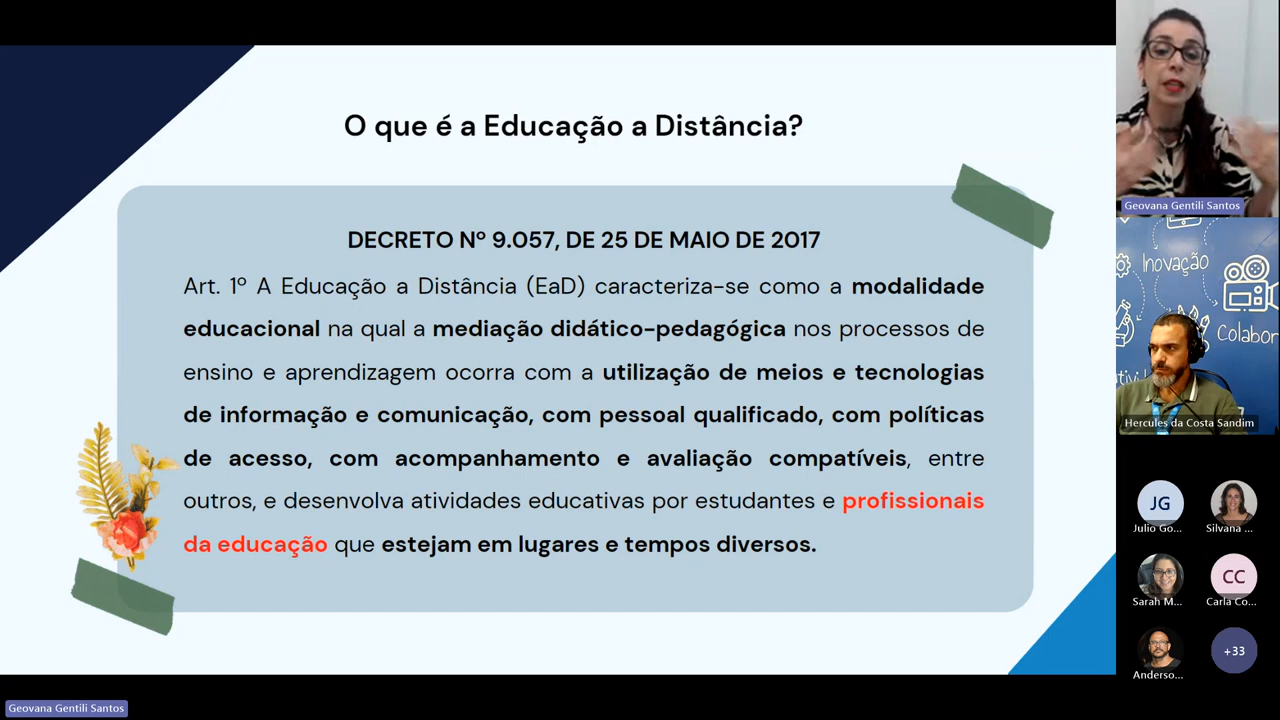 O que é a Educação a Distância?
DECRETO Nº 9.057, DE 25 DE MAIO DE 2017
Art. 1º A Educação a Distância (EaD) caracteriza-se como a modalidade
educacional na qual a mediação didático-pedagógica nos processos de
ensino e aprendizagem ocorra com a utilização de meios e tecnologias
de informação e comunicação, com pessoal qualificado, com políticas
de acesso, com acompanhamento e avaliação compatíveis, entre
outros, e desenvolva atividades educativas por estudantes e profissionais
da educação que estejam em lugares e tempos diversos.
Geovana Gentili Santos
Inovação
Colabor
Hercules da Costa Sandim
JG
Julio Go...
Silvana ...
Sarah M...
CC
Carla Co...
Anderso...
+33
Geovana Gentili Santos